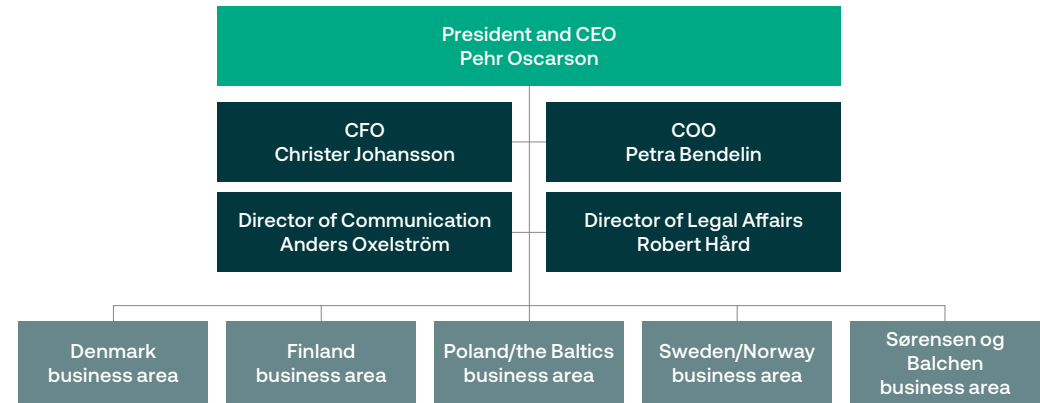 President and CEO
Pehr Oscarson
CFO
Christer Johansson
COO
Petra Bendelin
Director of Communication
Anders Oxelström
Director of Legal Affairs
Robert Hård
Denmark
business area
Finland
business area
Poland/the Baltics
business area
Sweden/Norway
business area
Sørensen og
Balchen
business area